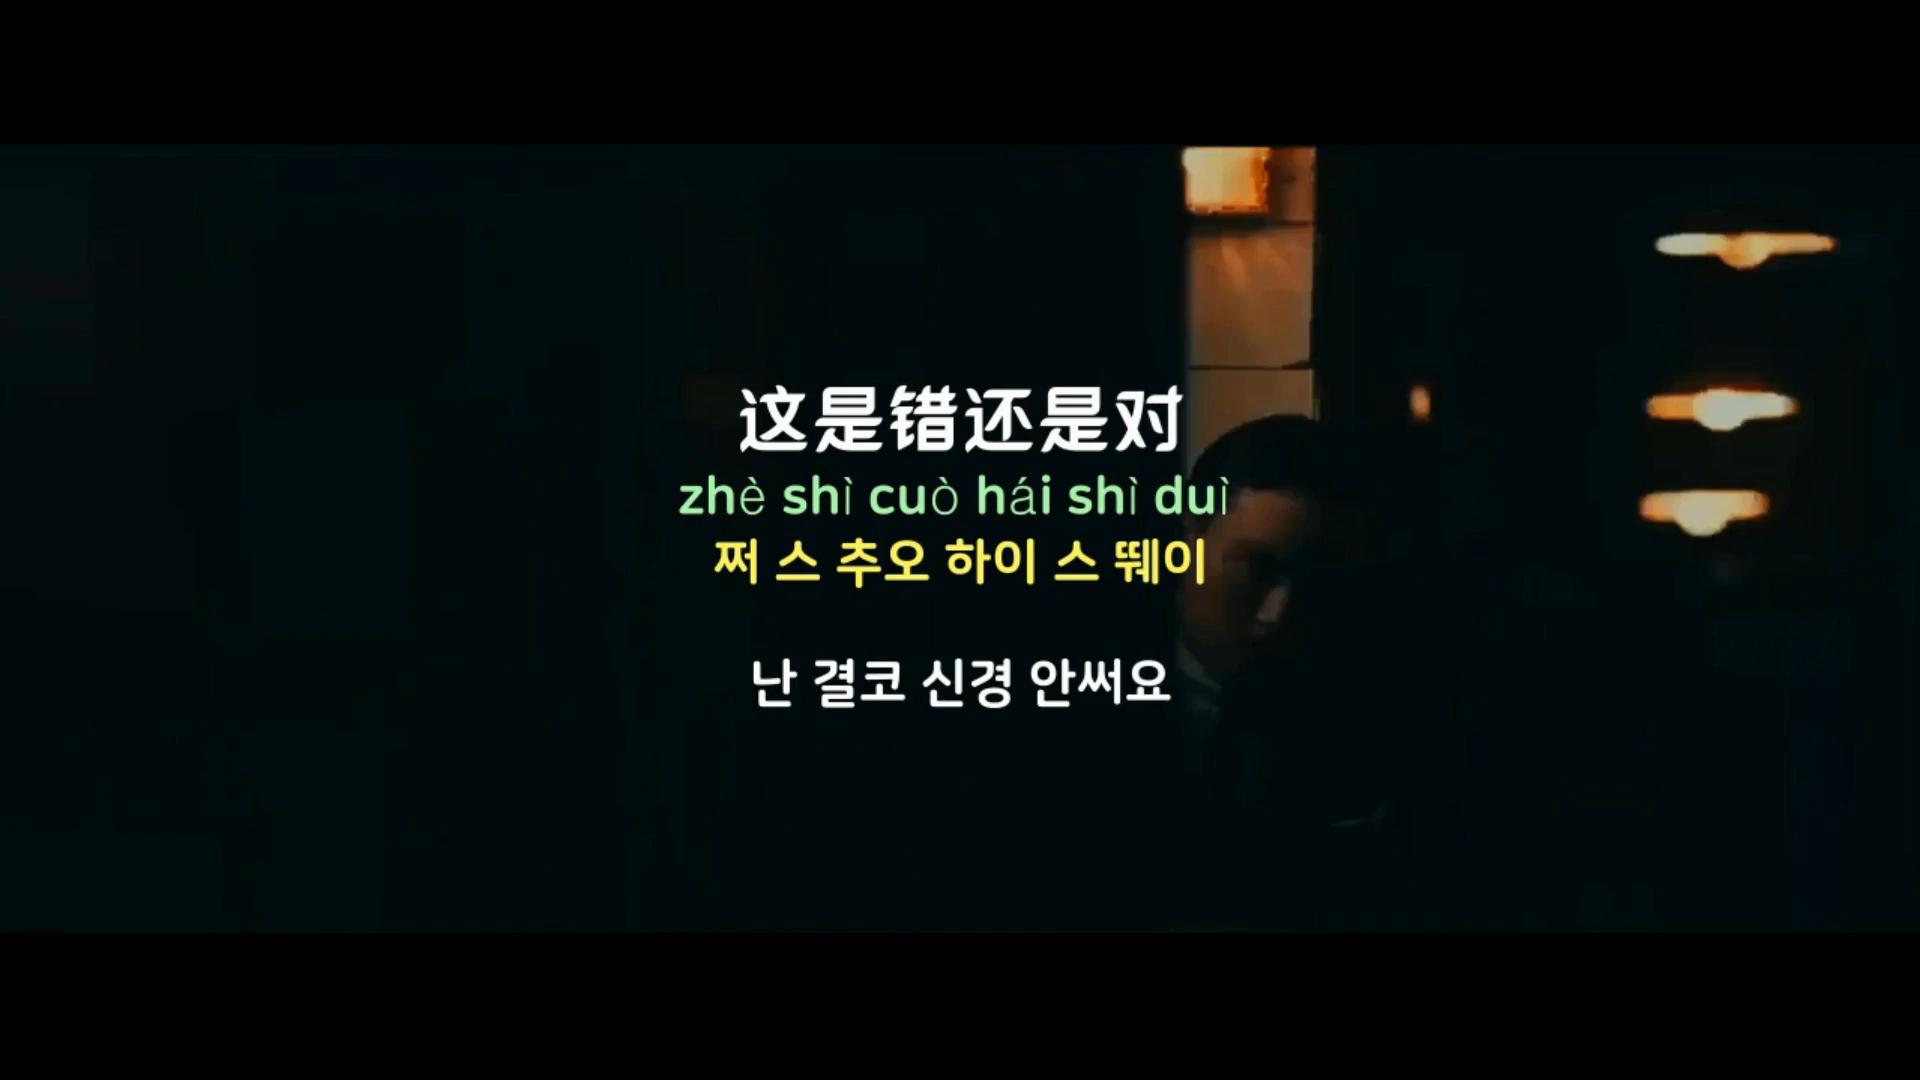 这是错还是对
zhè shì cuò hái shì duì
쩌 스 추오 하이 스 뛔이
난 결코 신경 안써요